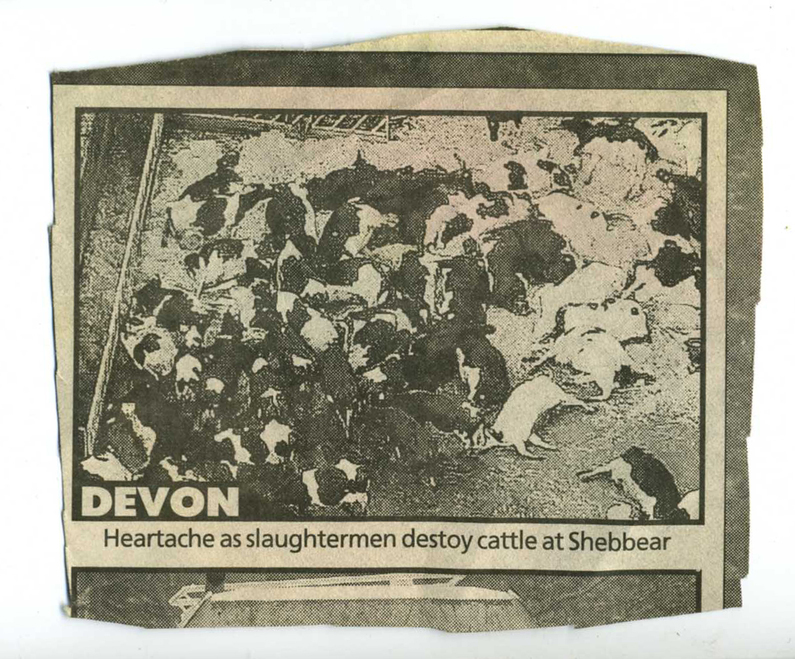 DEVON
Heartache as slaughtermen destoy cattle at Shebbear